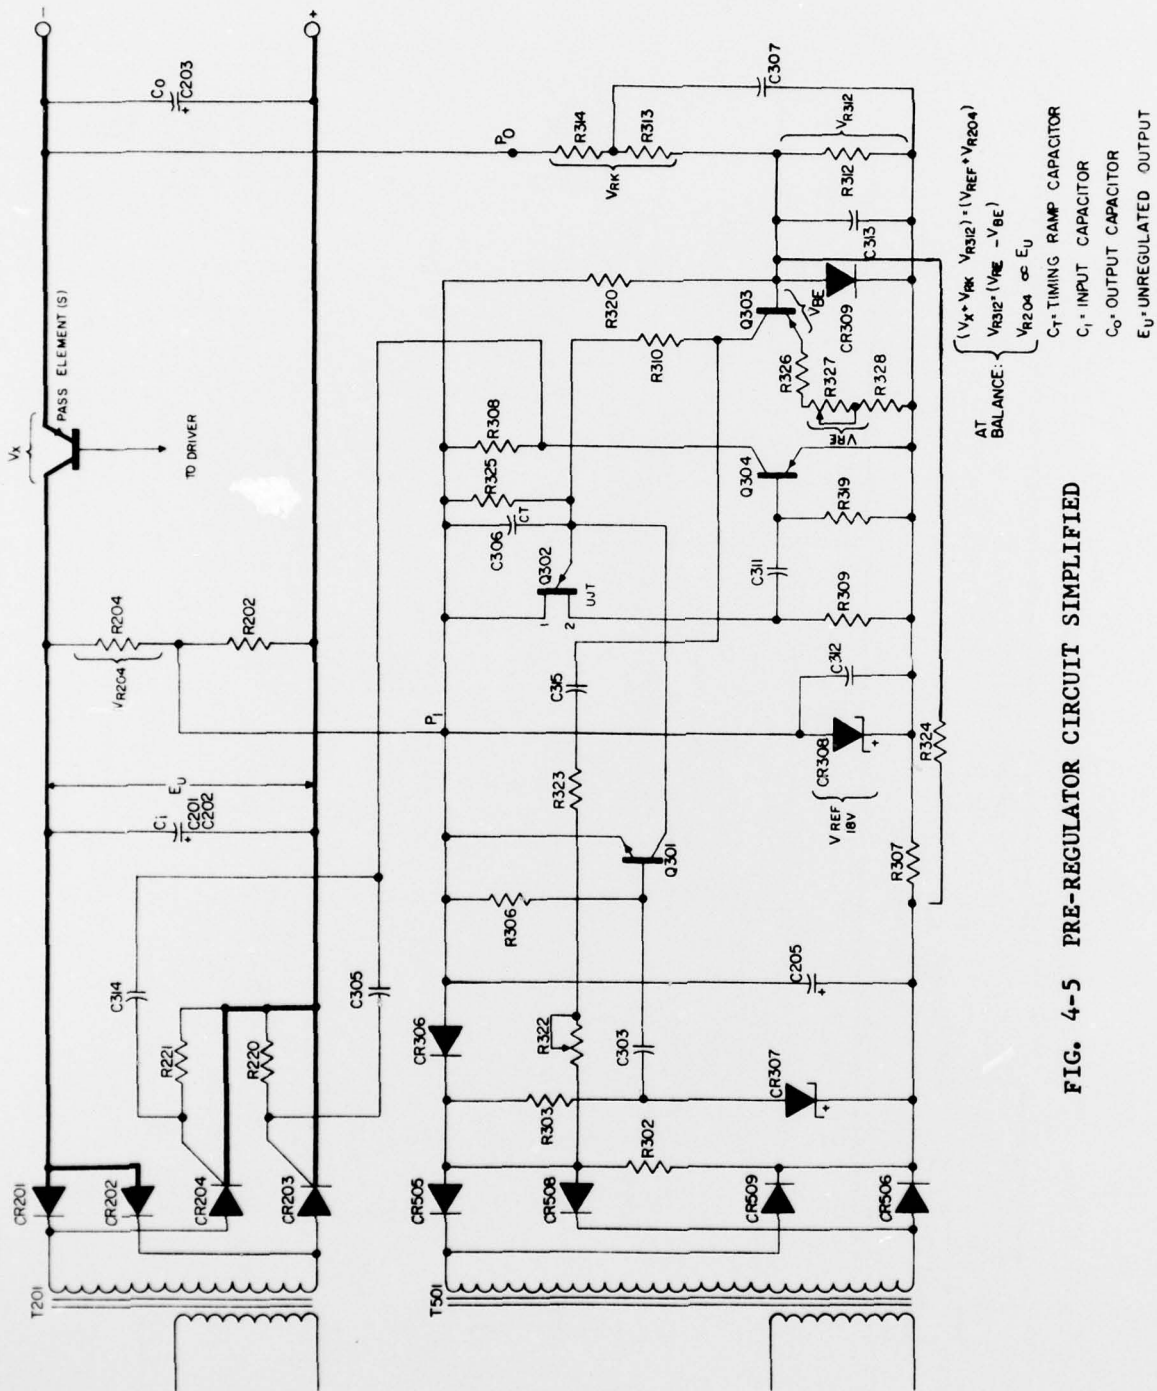 T201
CR201
CR202
CR204
CR203
R221
R220
C314
C305
Ci
+
C201
C202
EU
VR204
R204
R202
VX
PASS ELEMENT(S)
TO DRIVER
CO
+
C203
-
+
T501
CR505
CR508
CR509
CR506
CR306
R303
R302
R322
C303
CR307
+
C205
+
R306
Q301
R323
C315
P1
R307
R324
CR308
+
V REF
18V
C312
Q302
UJT
1
2
C306
CT
R325
R308
C311
R309
R319
Q304
R310
R320
Q303
VBE
R326
R327
R328
VRE
CR309
C313
PO
R314
R313
VRK
R312
VR312
C307
AT
BALANCE:
(VX+VRK VR312)=(VREF+VR204)
VR312=(VRE -VBE)
VR204 ∝ EU
CT=TIMING RAMP CAPACITOR
Ci=INPUT CAPACITOR
CO=OUTPUT CAPACITOR
EU=UNREGULATED OUTPUT
FIG. 4-5 PRE-REGULATOR CIRCUIT SIMPLIFIED